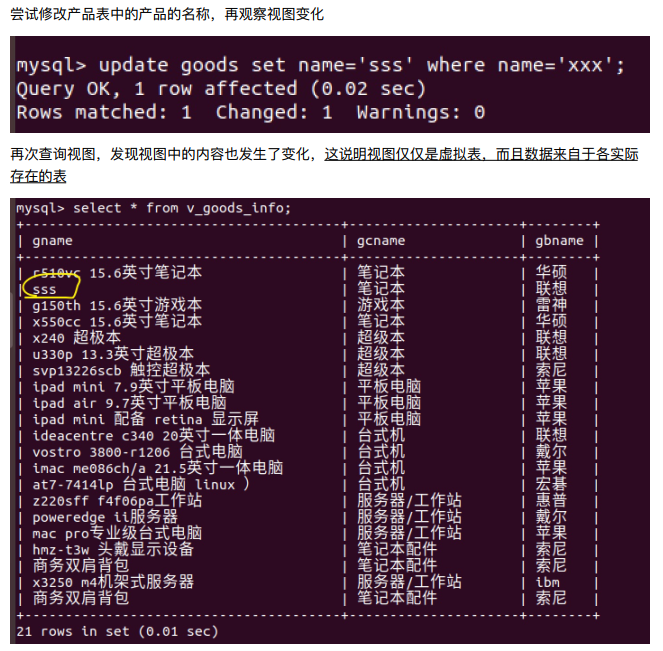 尝试修改产品表中的产品的名称，再观察视图变化
mysql> update goods set name='sss' where name='xxx';
Query OK, 1 row affected (0.02 sec)
Rows matched: 1  Changed: 1  Warnings: 0
再次查询视图，发现视图中的内容也发生了变化，这说明视图仅仅是虚拟表，而且数据来自于各实际
存在的表
mysql> select * from v_goods_info;
+---------------------------------------+--------------------+--------+
| gname | gcname | gbname |
+---------------------------------------+--------------------+--------+
| r510vc 15.6英寸笔记本 | 笔记本 | 华硕 |
| sss | 笔记本 | 联想 |
| g150th 15.6英寸游戏本 | 游戏本 | 雷神 |
| x550cc 15.6英寸笔记本 | 笔记本 | 华硕 |
| x240 超极本 | 超级本 | 联想 |
| u330p 13.3英寸超极本 | 超级本 | 联想 |
| svp13226scb 触控超极本 | 超级本 | 索尼 |
| ipad mini 7.9英寸平板电脑 | 平板电脑 | 苹果 |
| ipad air 9.7英寸平板电脑 | 平板电脑 | 苹果 |
| ipad mini 配备 retina 显示屏 | 平板电脑 | 苹果 |
| ideacentre c340 20英寸一体电脑 | 台式机 | 联想 |
| vostro 3800-r1206 台式电脑 | 台式机 | 戴尔 |
| imac me086ch/a 21.5英寸一体电脑 | 台式机 | 苹果 |
| at7-7414lp 台式电脑 linux ） | 台式机 | 宏碁 |
| z220sff f4f06pa工作站 | 服务器/工作站 | 惠普 |
| poweredge ii服务器 | 服务器/工作站 | 戴尔 |
| mac pro专业级台式电脑 | 服务器/工作站 | 苹果 |
| hmz-t3w 头戴显示设备 | 笔记本配件 | 索尼 |
| 商务双肩背包 | 笔记本配件 | 索尼 |
| x3250 m4机架式服务器 | 服务器/工作站 | ibm |
| 商务双肩背包 | 笔记本配件 | 索尼 |
+---------------------------------------+--------------------+--------+
21 rows in set (0.01 sec)